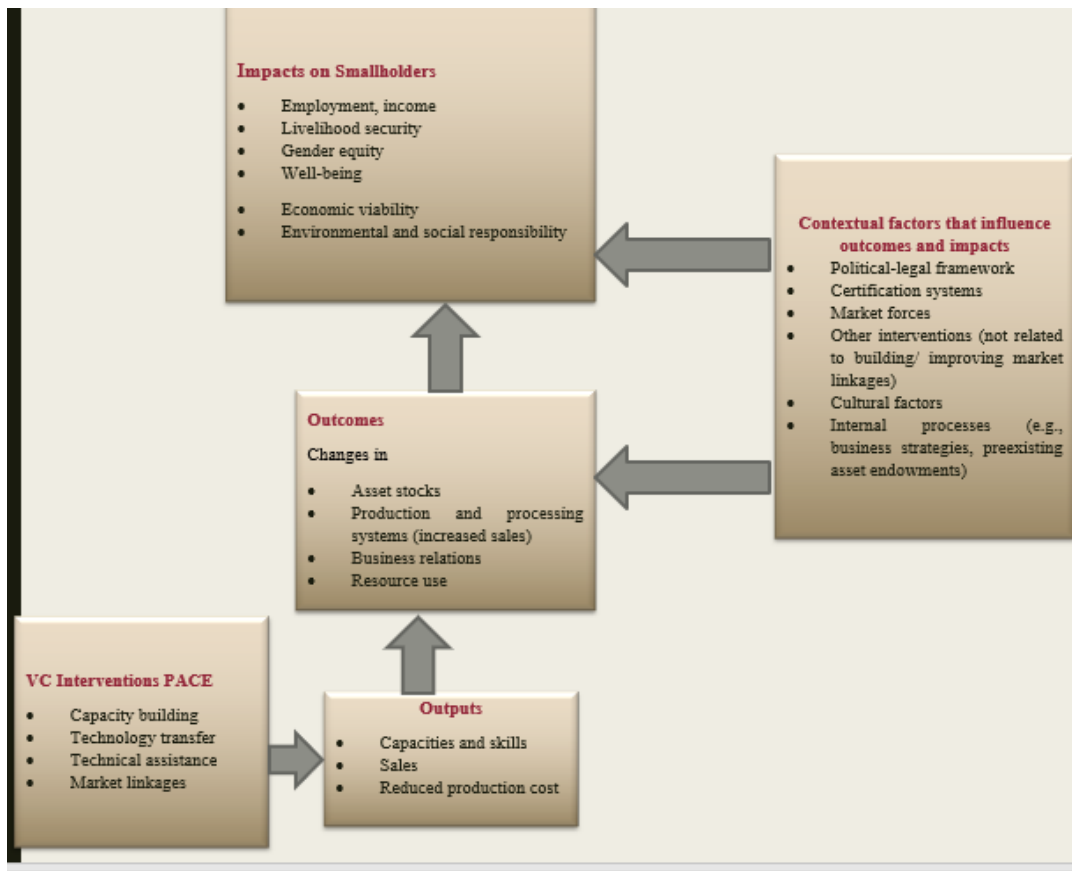 Impacts on Smallholders
• Employment, income
• Livelihood security
• Gender equity
• Well-being
• Economic viability
• Environmental and social responsibility
Contextual factors that influence
outcomes and impacts
• Political-legal framework
• Certification systems
• Market forces
• Other interventions (not related
to building/ improving market
linkages)
• Cultural factors
• Internal processes (e.g.,
business strategies, preexisting
asset endowments)
Outcomes
Changes in
• Asset stocks
• Production and processing
systems (increased sales)
• Business relations
• Resource use
VC Interventions PACE
• Capacity building
• Technology transfer
• Technical assistance
• Market linkages
Outputs
• Capacities and skills
• Sales
• Reduced production cost